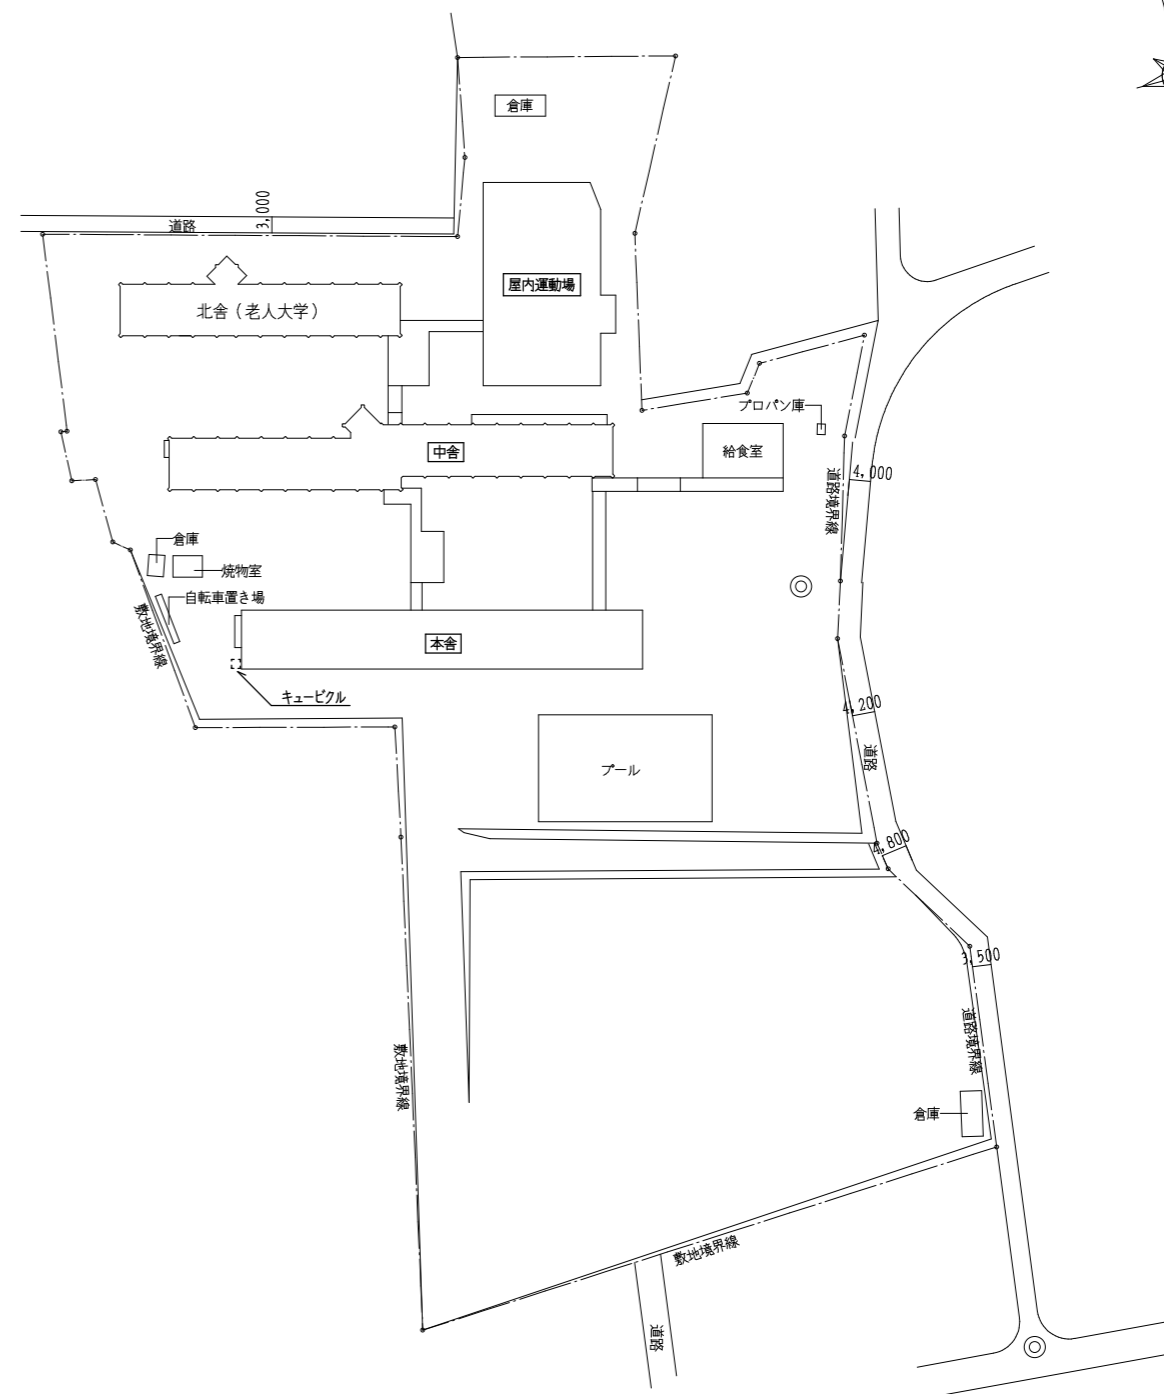 倉庫
3,000
道路
屋内運動場
北舎（老人大学）
プロパン庫
中舎
給食室
4,000
道路境界線
倉庫
焼物室
自転車置き場
敷地境界線
本舎
キュービクル
4,200
道路
プール
4,800
3,500
道路境界線
敷地境界線
倉庫
敷地境界線
道路